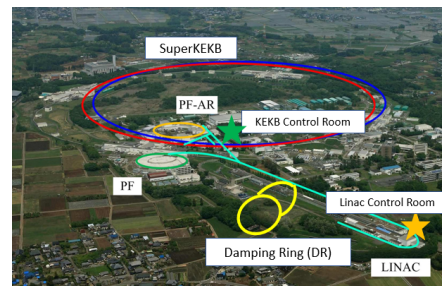 SuperKEKB
PF-AR
KEKB Control Room
PF
Linac Control Room
Damping Ring (DR)
LINAC